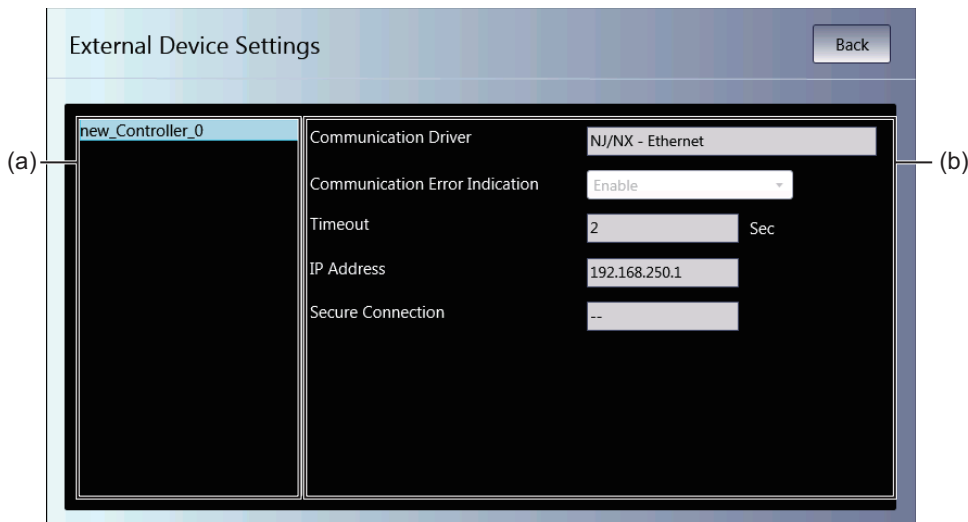 External Device Settings
Back
(a)
new_Controller_0
Communication Driver
NJ/NX - Ethernet
(b)
Communication Error Indication
Enable
Timeout
2
Sec
IP Address
192.168.250.1
Secure Connection
--